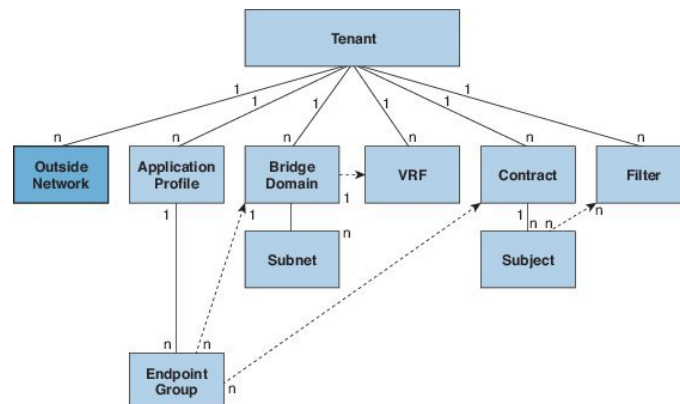 Tenant
1 1 1 1 1 1
n n n n n n
Outside
Network
Application
Profile
Bridge
Domain
VRF
Contract
Filter
1 1 1 1 n n n
Subnet
n
Subject
n n
Endpoint
Group
n